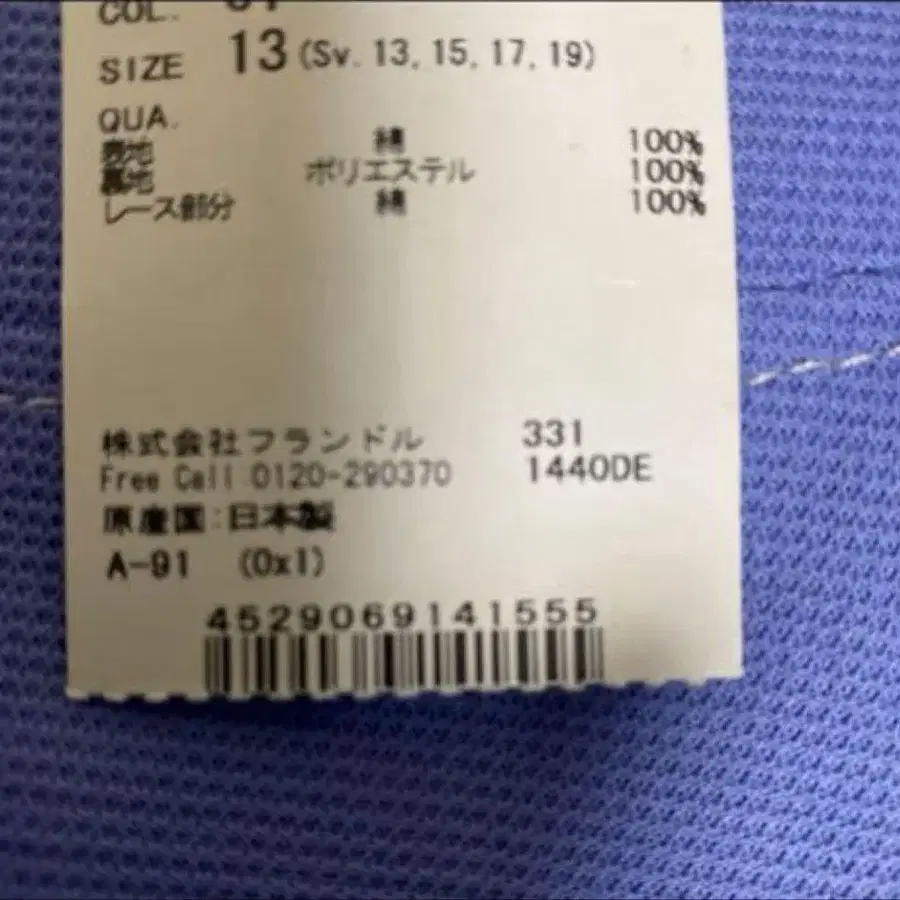 COL.
SIZE 13 (Sv. 13, 15, 17, 19)
QUA.
表地 綿 100%
裏地 ポリエステル 100%
レース部分 綿 100%
株式会社フランドル 331
Free Call 0120-290370 1440DE
原産国:日本製
A-91 (0x1)
4529069141555